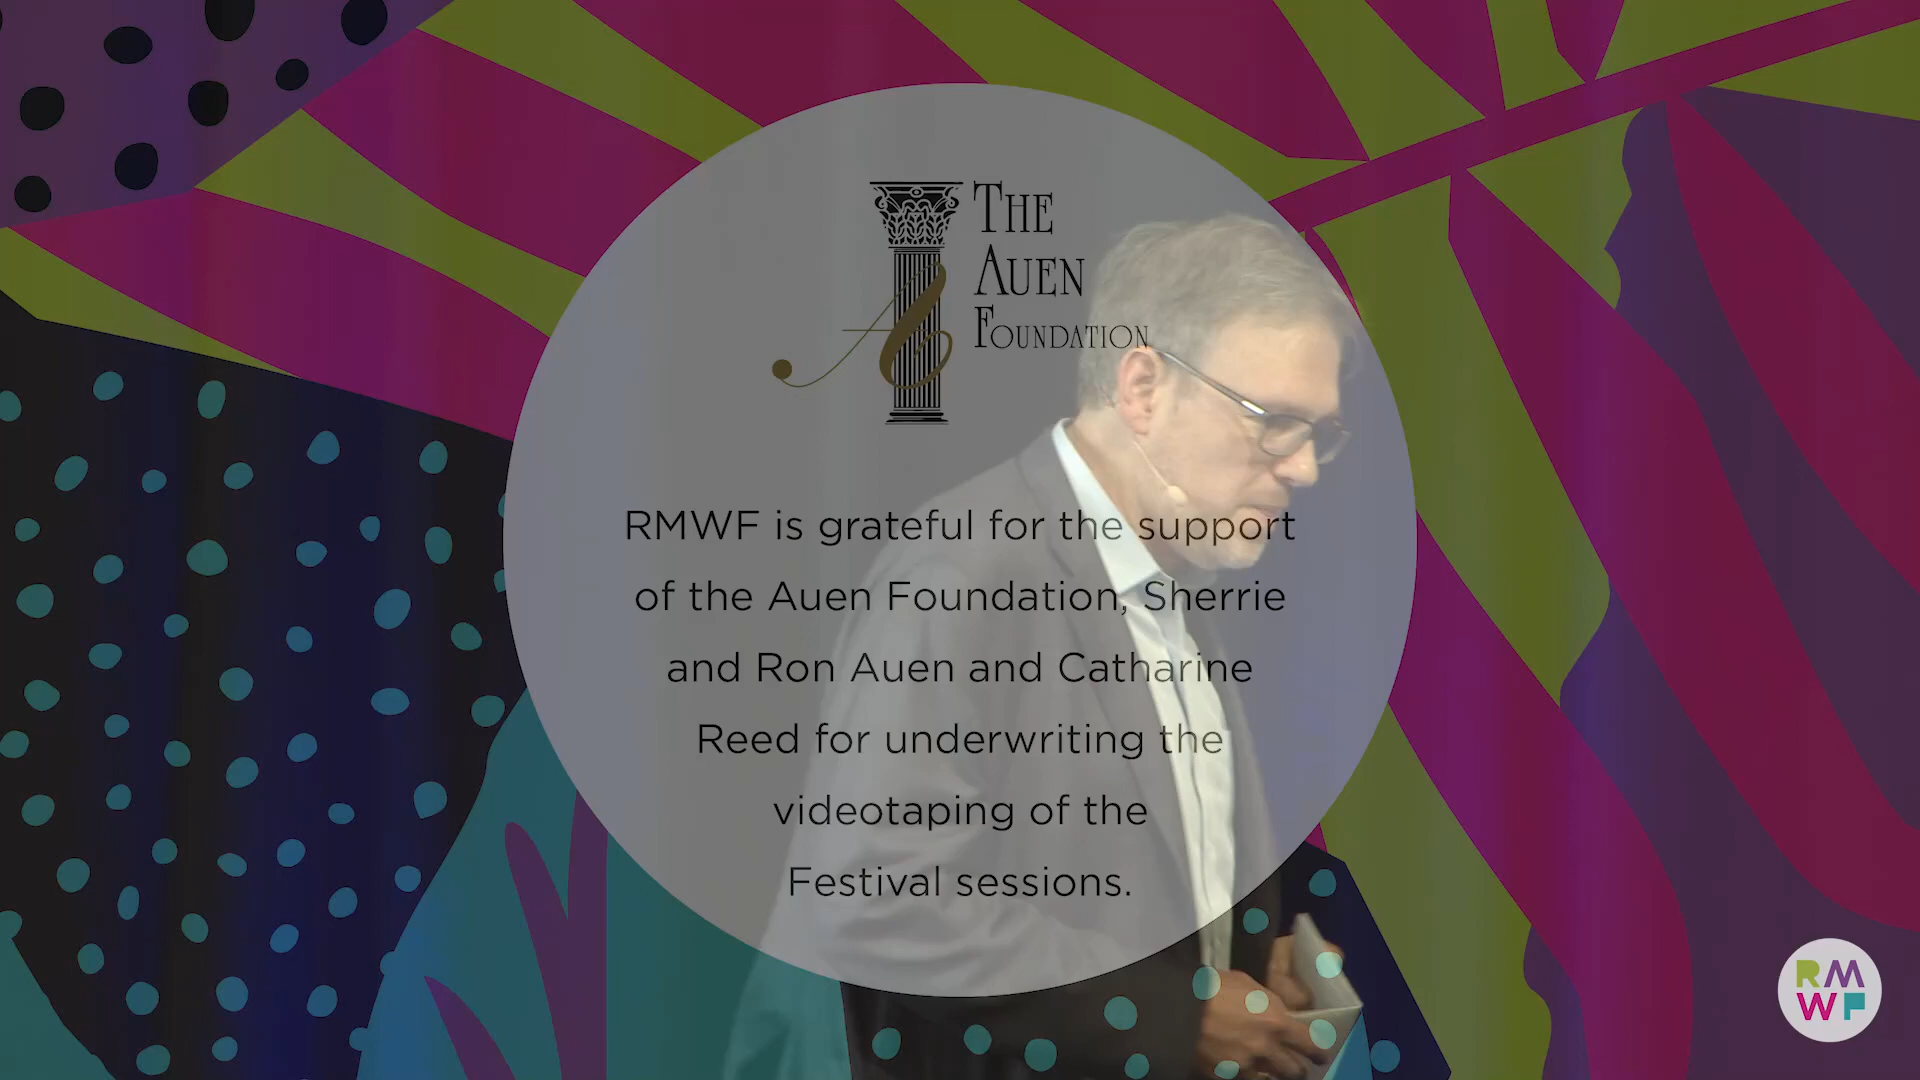 THE
AUEN
FOUNDATION
RMWF is grateful for the support
of the Auen Foundation, Sherrie
and Ron Auen and Catharine
Reed for underwriting the
videotaping of the
Festival sessions.
RM
WF